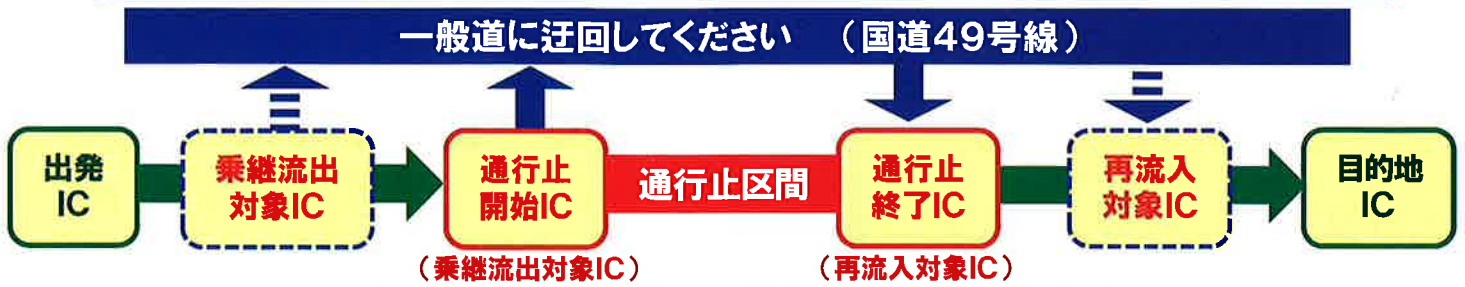 一般道に迂回してください （国道49号線）
出発
IC
乗継流出
対象IC
通行止
開始IC
通行止区間
通行止
終了IC
再流入
対象IC
目的地
IC
（乗継流出対象IC）
（再流入対象IC）